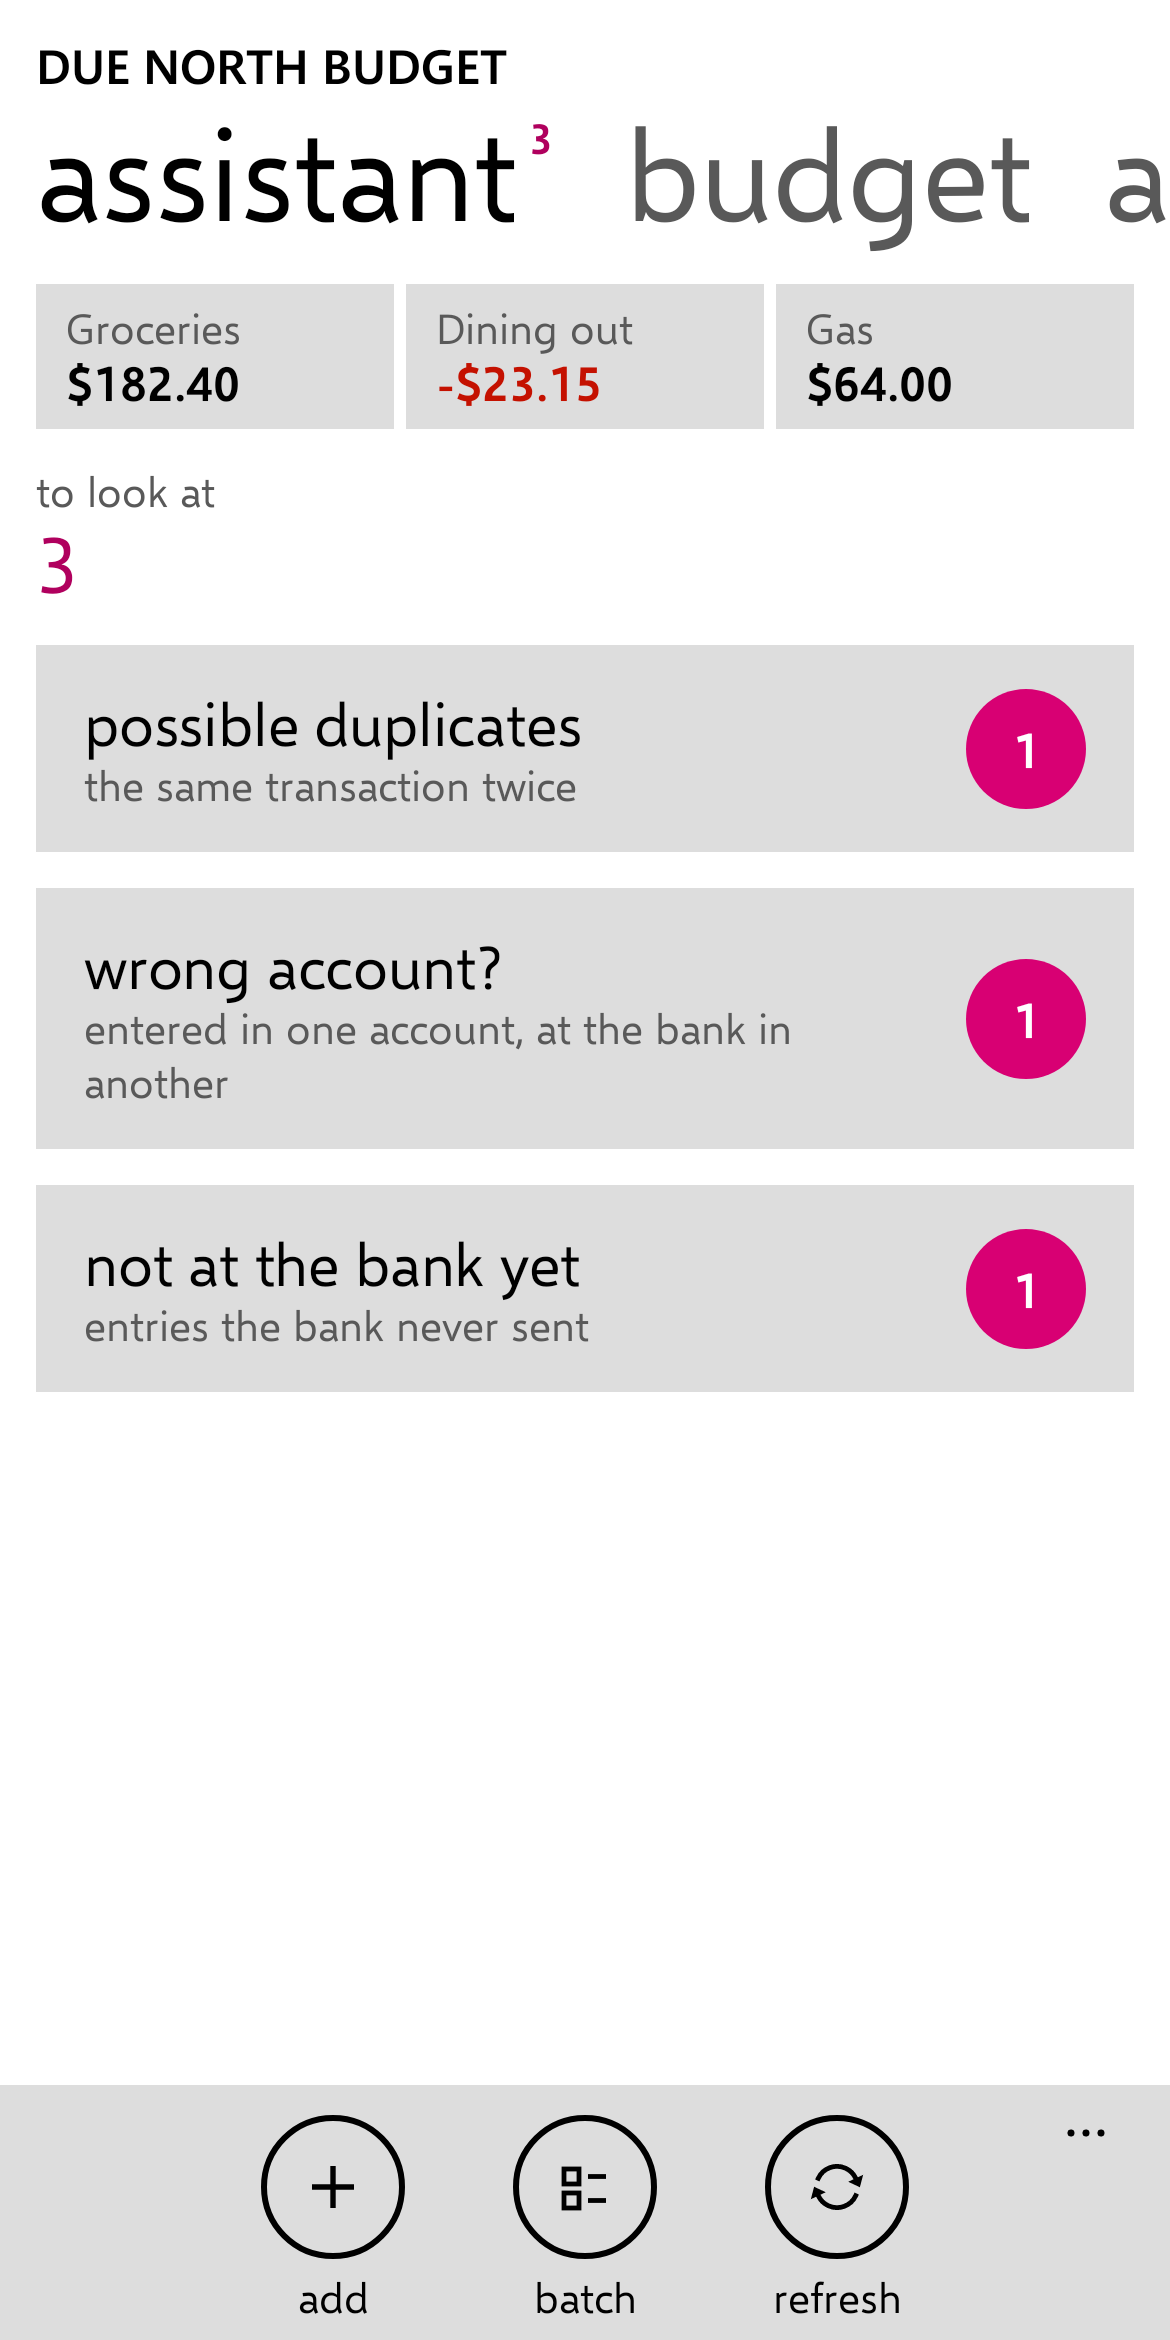 DUE NORTH BUDGET
assistant 3 budget a
Groceries
$182.40
Dining out
-$23.15
Gas
$64.00
to look at
3
possible duplicates
the same transaction twice
1
wrong account?
entered in one account, at the bank in
another
1
not at the bank yet
entries the bank never sent
1
...
add
batch
refresh